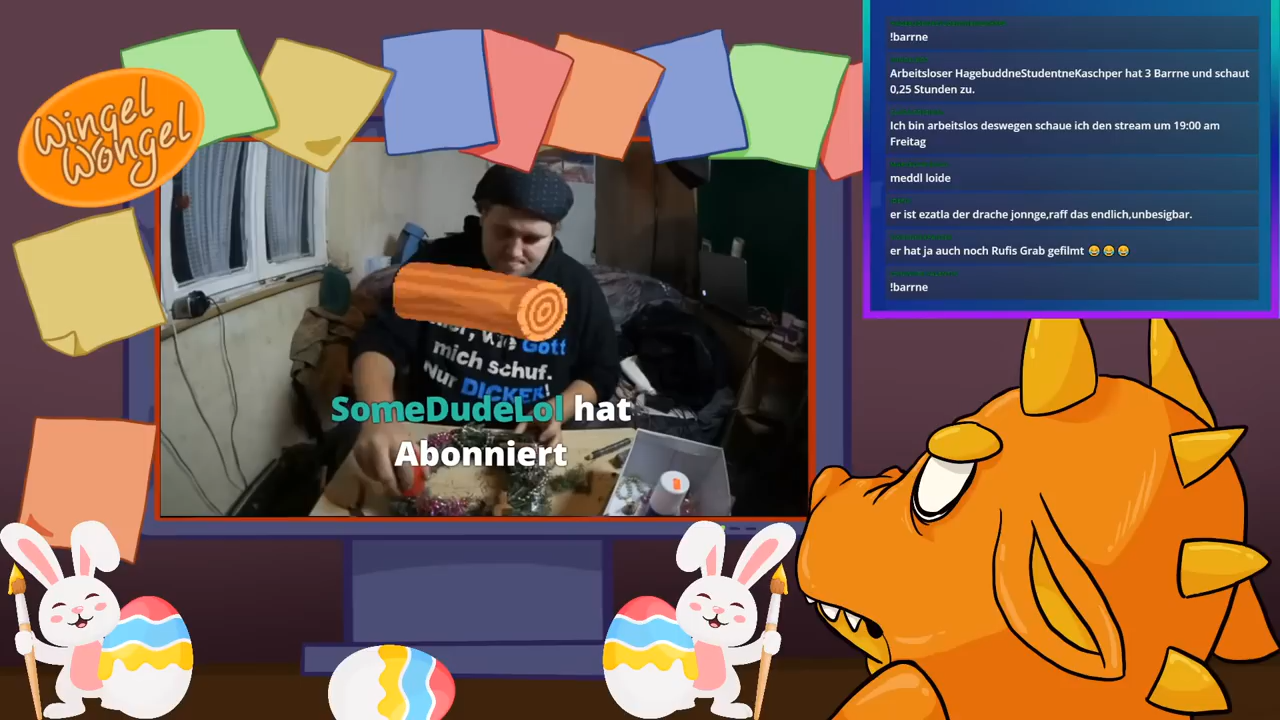 Wingel
Wongel
!barrne
Arbeitsloser HagebuddneStudentneKaschper hat 3 Barrne und schaut
0,25 Stunden zu.
Ich bin arbeitslos deswegen schaue ich den stream um 19:00 am
Freitag
meddl loide
er ist ezatla der drache jonnge,raff das endlich,unbesigbar.
er hat ja auch noch Rufis Grab gefilmt 😄😄😄
!barrne
Gott
mich schuf.
Nur DICKER!
SomeDudeLol hat
Abonniert